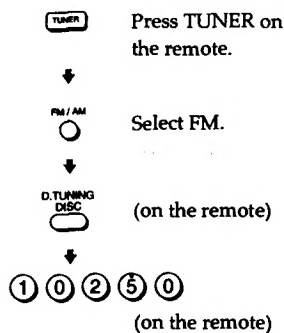 TUNER
Press TUNER on
the remote.
FM / AM
Select FM.
D.TUNING
DISC
(on the remote)
1 0 2 5 0
(on the remote)